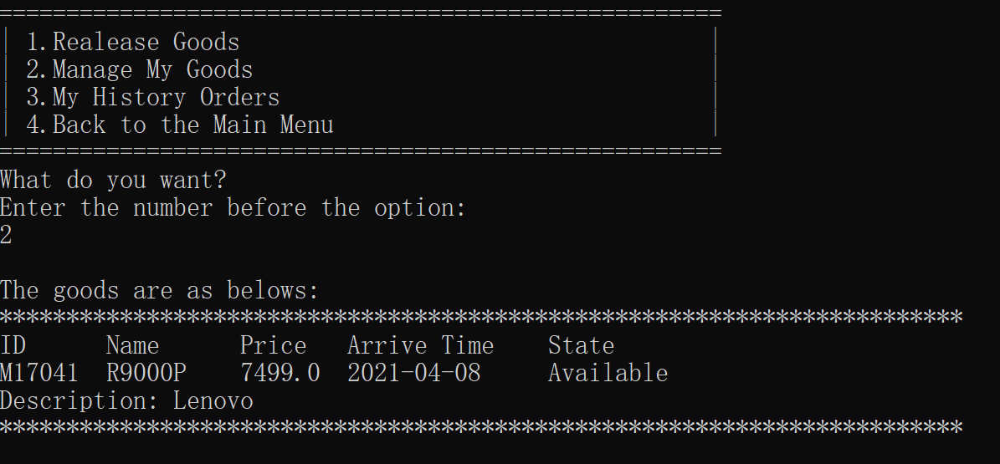 ======================================================
| 1.Realease Goods                                   |
| 2.Manage My Goods                                  |
| 3.My History Orders                                |
| 4.Back to the Main Menu                            |
======================================================
What do you want?
Enter the number before the option:
2
The goods are as belows:
************************************************************************
ID      Name      Price   Arrive Time    State
M17041  R9000P    7499.0  2021-04-08     Available
Description: Lenovo
************************************************************************